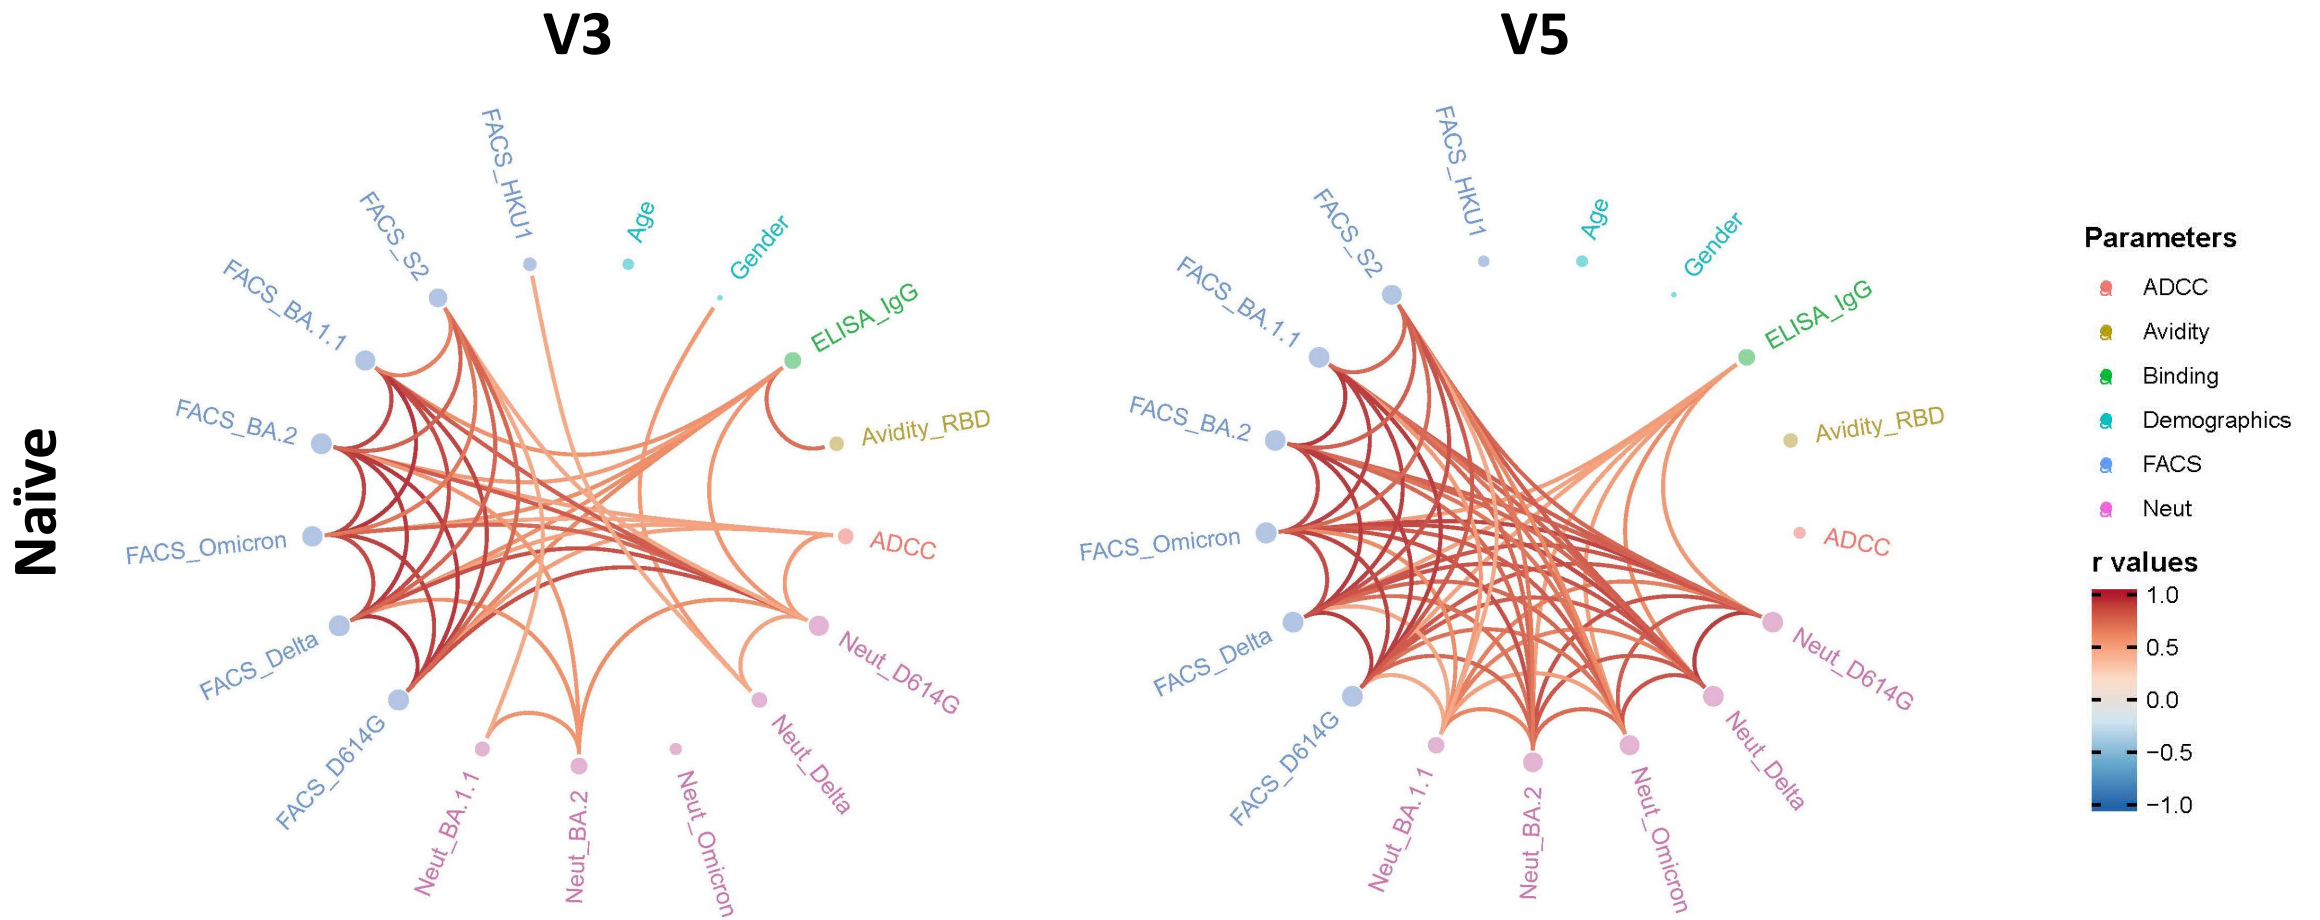 V3
V5
Naïve
FACS_HKU1
Age
Gender
FACS_S2
ELISA_IgG
FACS_BA.1.1
Avidity_RBD
FACS_BA.2
ADCC
FACS_Omicron
Neut_D614G
FACS_Delta
Neut_Delta
FACS_D614G
Neut_BA.1.1
Neut_BA.2
Neut_Omicron
FACS_HKU1
Age
Gender
FACS_S2
ELISA_IgG
FACS_BA.1.1
Avidity_RBD
FACS_BA.2
ADCC
FACS_Omicron
Neut_D614G
FACS_Delta
Neut_Delta
FACS_D614G
Neut_BA.1.1
Neut_BA.2
Neut_Omicron
Parameters
a ADCC
a Avidity
a Binding
a Demographics
a FACS
a Neut
r values
1.0
0.5
0.0
−0.5
−1.0